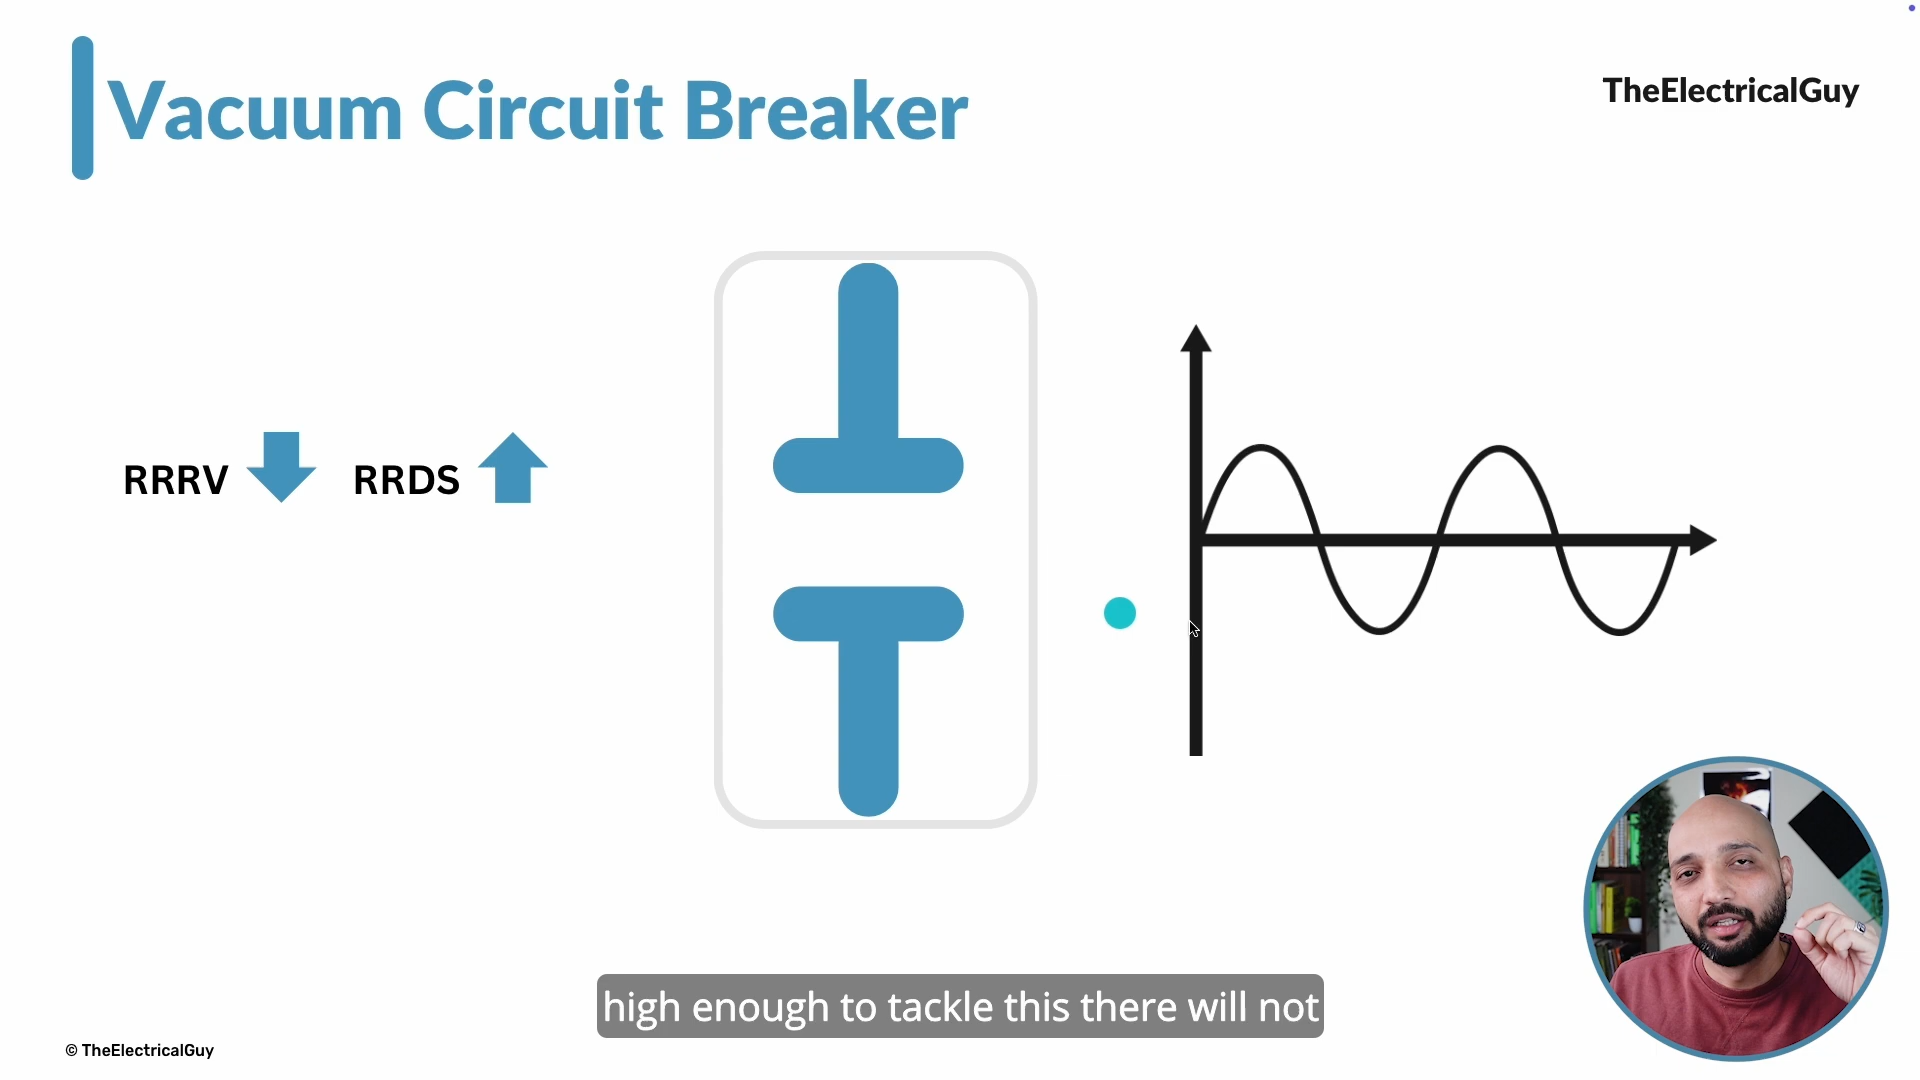 Vacuum Circuit Breaker
TheElectricalGuy
RRRV RRDS
high enough to tackle this there will not
© TheElectricalGuy